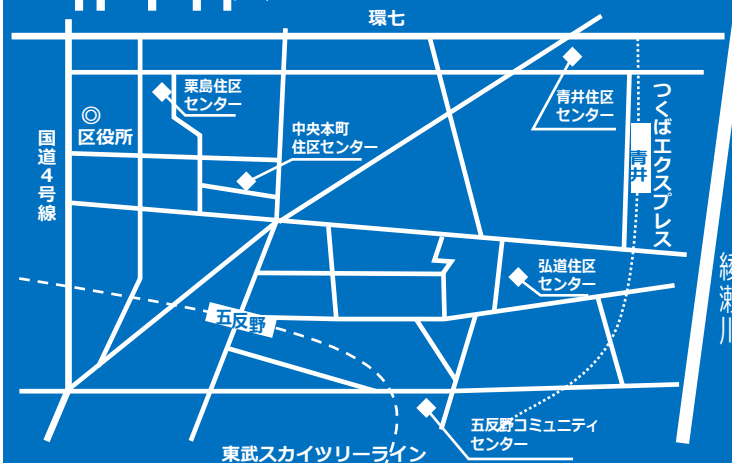 環七
栗島住区
センター
青井住区
センター
◎
区役所
中央本町
住区センター
国道4号線
つくばエクスプレス
青井
弘道住区
センター
綾瀬川
五反野
五反野コミュニティ
センター
東武スカイツリーライン